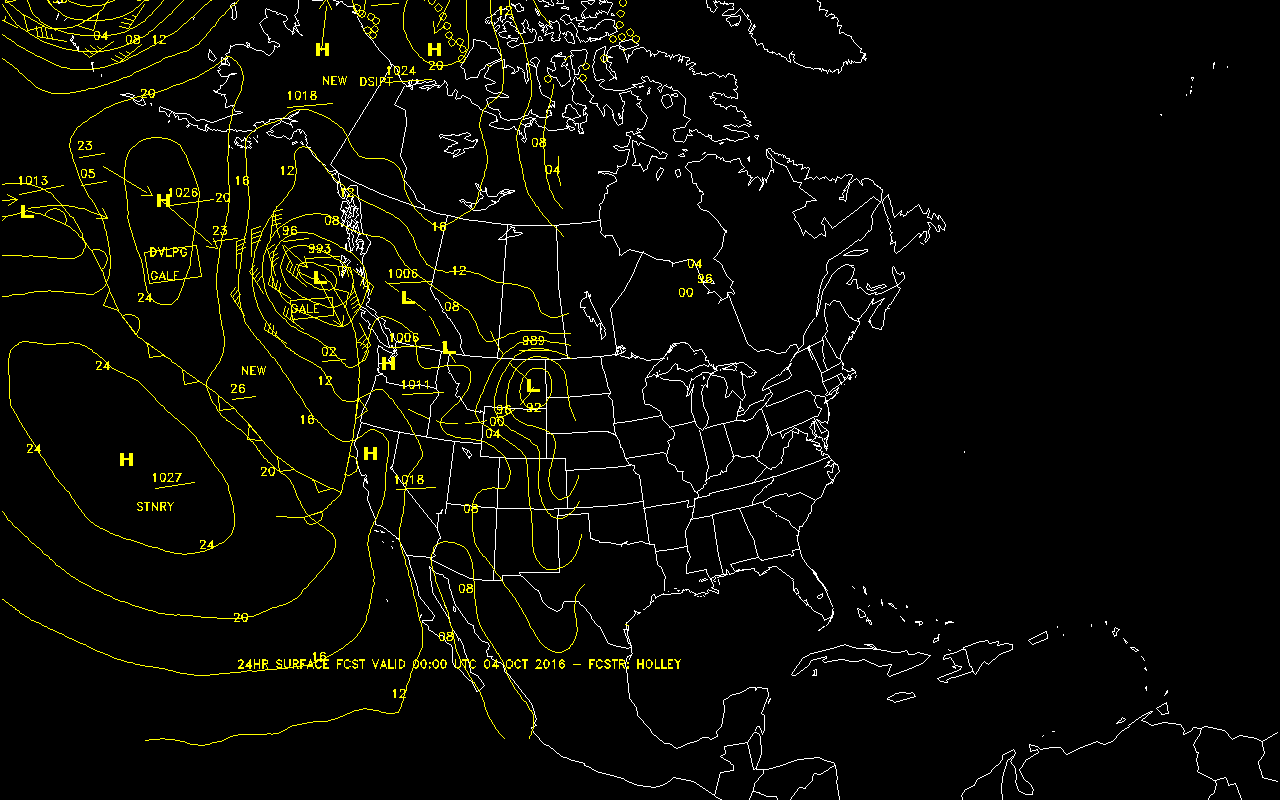 12
04 08 12
H H
20
1024
NEW DSIPT
20
1018
23
08
05
12
04
1013
16
12
H 1026 20
L
08
23
96
16
993
DVLPG
GALE
04
12
96
1006
L
00
24
L
GALE
08
1006
989
02
L
24
H
NEW
12
1011
L
26
96 92
16
00
04
24
H
H
20
1027
1018
STNRY
08
24
08
20
08
16
24HR SURFACE FCST VALID 00:00 UTC 04 OCT 2016 – FCSTR: HOLLEY
12